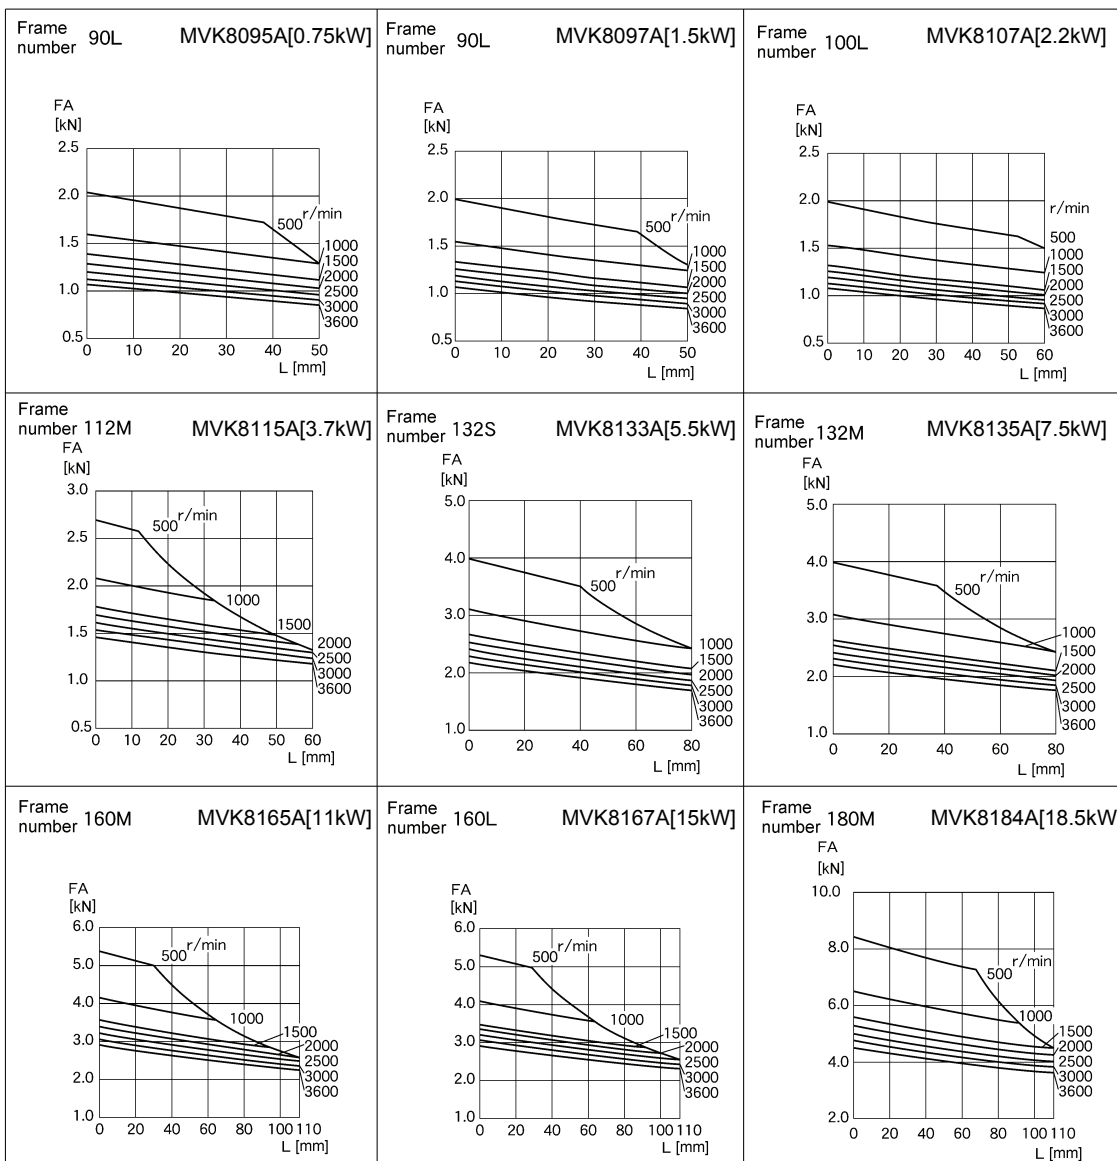 Frame number 90L MVK8095A[0.75kW]
FA
[kN]
2.5
2.0
500 r/min
1.5
1000
1500
2000
1.0
2500
3000
3600
0.5
0 10 20 30 40 50
L [mm]
Frame number 90L MVK8097A[1.5kW]
FA
[kN]
2.5
2.0
500 r/min
1.5
1000
1500
2000
1.0
2500
3000
3600
0.5
0 10 20 30 40 50
L [mm]
Frame number 100L MVK8107A[2.2kW]
FA
[kN]
2.5
2.0
r/min
500
1.5
1000
1500
2000
1.0
2500
3000
3600
0.5
0 10 20 30 40 50 60
L [mm]
Frame number 112M MVK8115A[3.7kW]
FA
[kN]
3.0
500 r/min
2.5
2.0
1000
1500
1.5
2000
2500
3000
3600
1.0
0.5
0 10 20 30 40 50 60
L [mm]
Frame number 132S MVK8133A[5.5kW]
FA
[kN]
5.0
4.0
500 r/min
3.0
1000
1500
2.0
2000
2500
3000
3600
1.0
0 20 40 60 80
L [mm]
Frame number 132M MVK8135A[7.5kW]
FA
[kN]
5.0
4.0
500 r/min
3.0
1000
1500
2.0
2000
2500
3000
3600
1.0
0 20 40 60 80
L [mm]
Frame number 160M MVK8165A[11kW]
FA
[kN]
6.0
500 r/min
5.0
4.0
1000
1500
3.0
2000
2500
3000
3600
2.0
1.0
0 20 40 60 80 100 110
L [mm]
Frame number 160L MVK8167A[15kW]
FA
[kN]
6.0
500 r/min
5.0
4.0
1000
1500
3.0
2000
2500
3000
3600
2.0
1.0
0 20 40 60 80 100 110
L [mm]
Frame number 180M MVK8184A[18.5kW
FA
[kN]
10.0
8.0
500 r/min
6.0
1000
1500
2000
4.0
2500
3000
3600
2.0
0 20 40 60 80 100 110
L [mm]